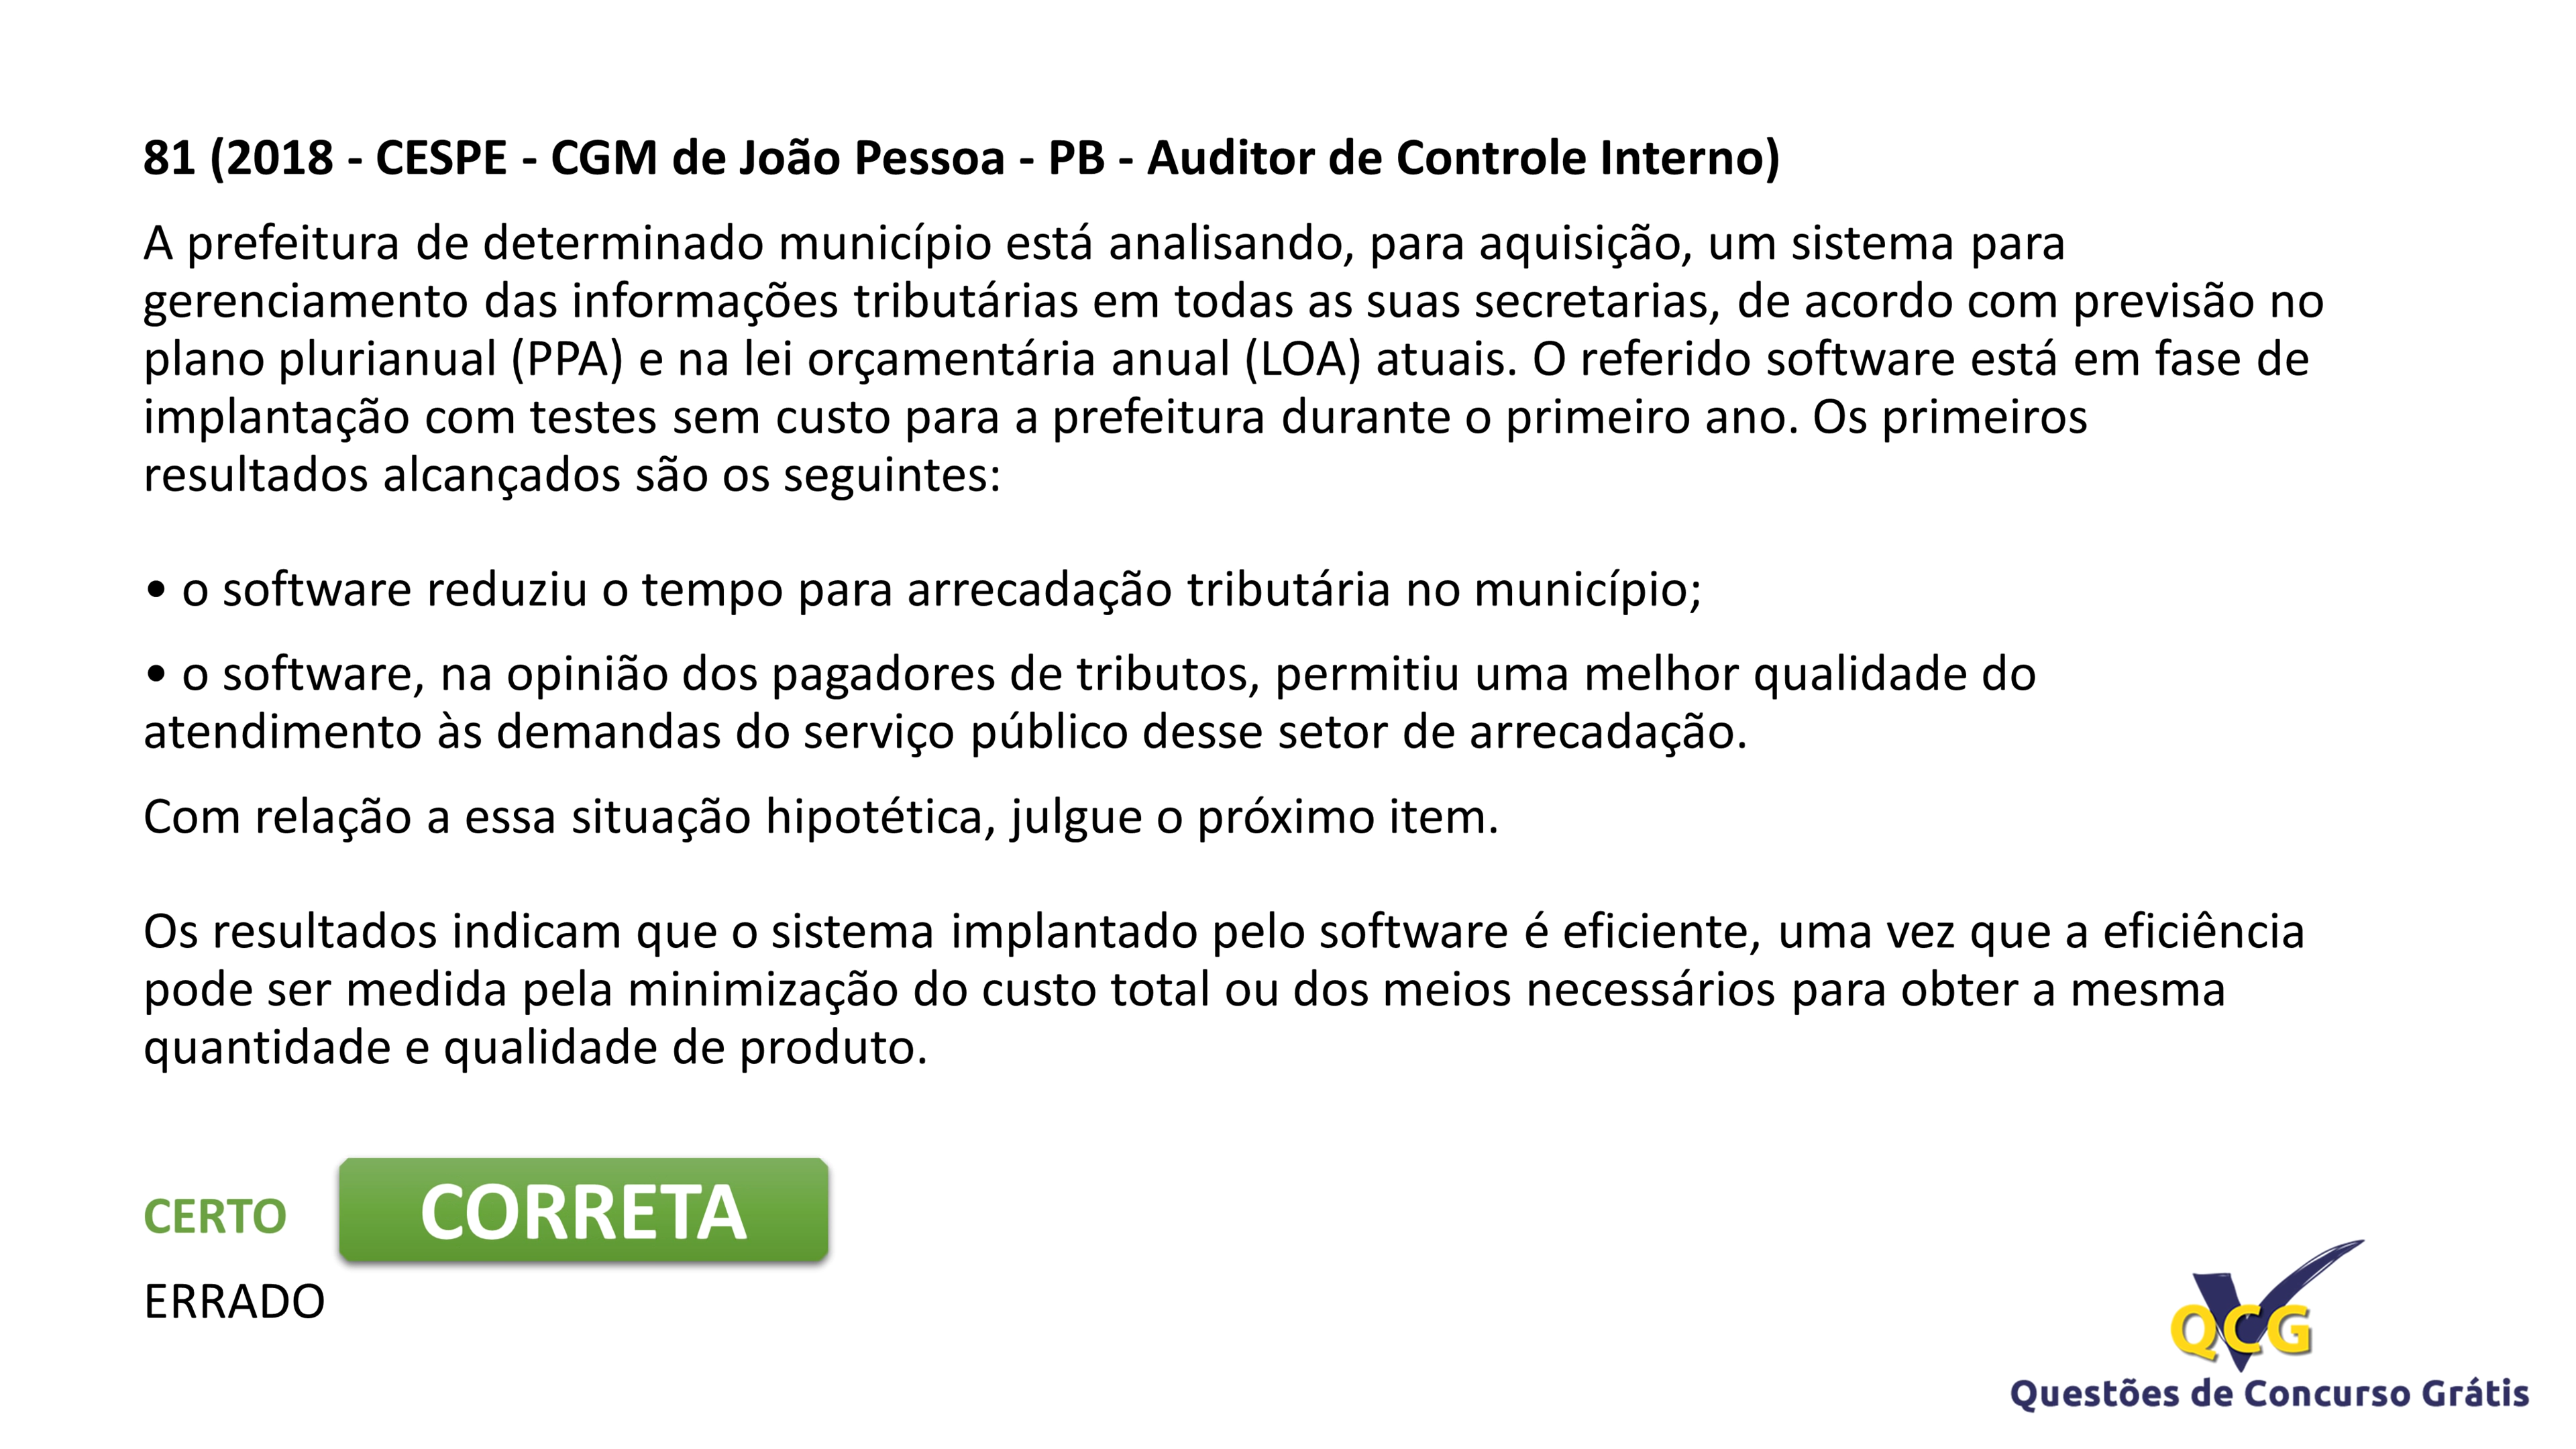 81 (2018 - CESPE - CGM de João Pessoa - PB - Auditor de Controle Interno)
A prefeitura de determinado município está analisando, para aquisição, um sistema para
gerenciamento das informações tributárias em todas as suas secretarias, de acordo com previsão no
plano plurianual (PPA) e na lei orçamentária anual (LOA) atuais. O referido software está em fase de
implantação com testes sem custo para a prefeitura durante o primeiro ano. Os primeiros
resultados alcançados são os seguintes:
• o software reduziu o tempo para arrecadação tributária no município;
• o software, na opinião dos pagadores de tributos, permitiu uma melhor qualidade do
atendimento às demandas do serviço público desse setor de arrecadação.
Com relação a essa situação hipotética, julgue o próximo item.
Os resultados indicam que o sistema implantado pelo software é eficiente, uma vez que a eficiência
pode ser medida pela minimização do custo total ou dos meios necessários para obter a mesma
quantidade e qualidade de produto.
CERTO CORRETA
ERRADO
QCG
Questões de Concurso Grátis